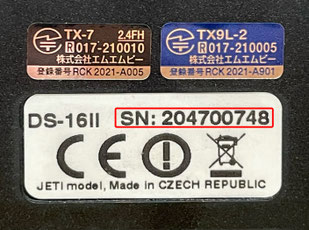 TX-7 2.4FH
R 017-210010
株式会社エムエムピー
登録番号RCK 2021-A005
TX9L-2
R 017-210005
株式会社エムエムピー
登録番号RCK 2021-A901
DS-16II SN: 204700748
CE
JETI model, Made in CZECH REPUBLIC